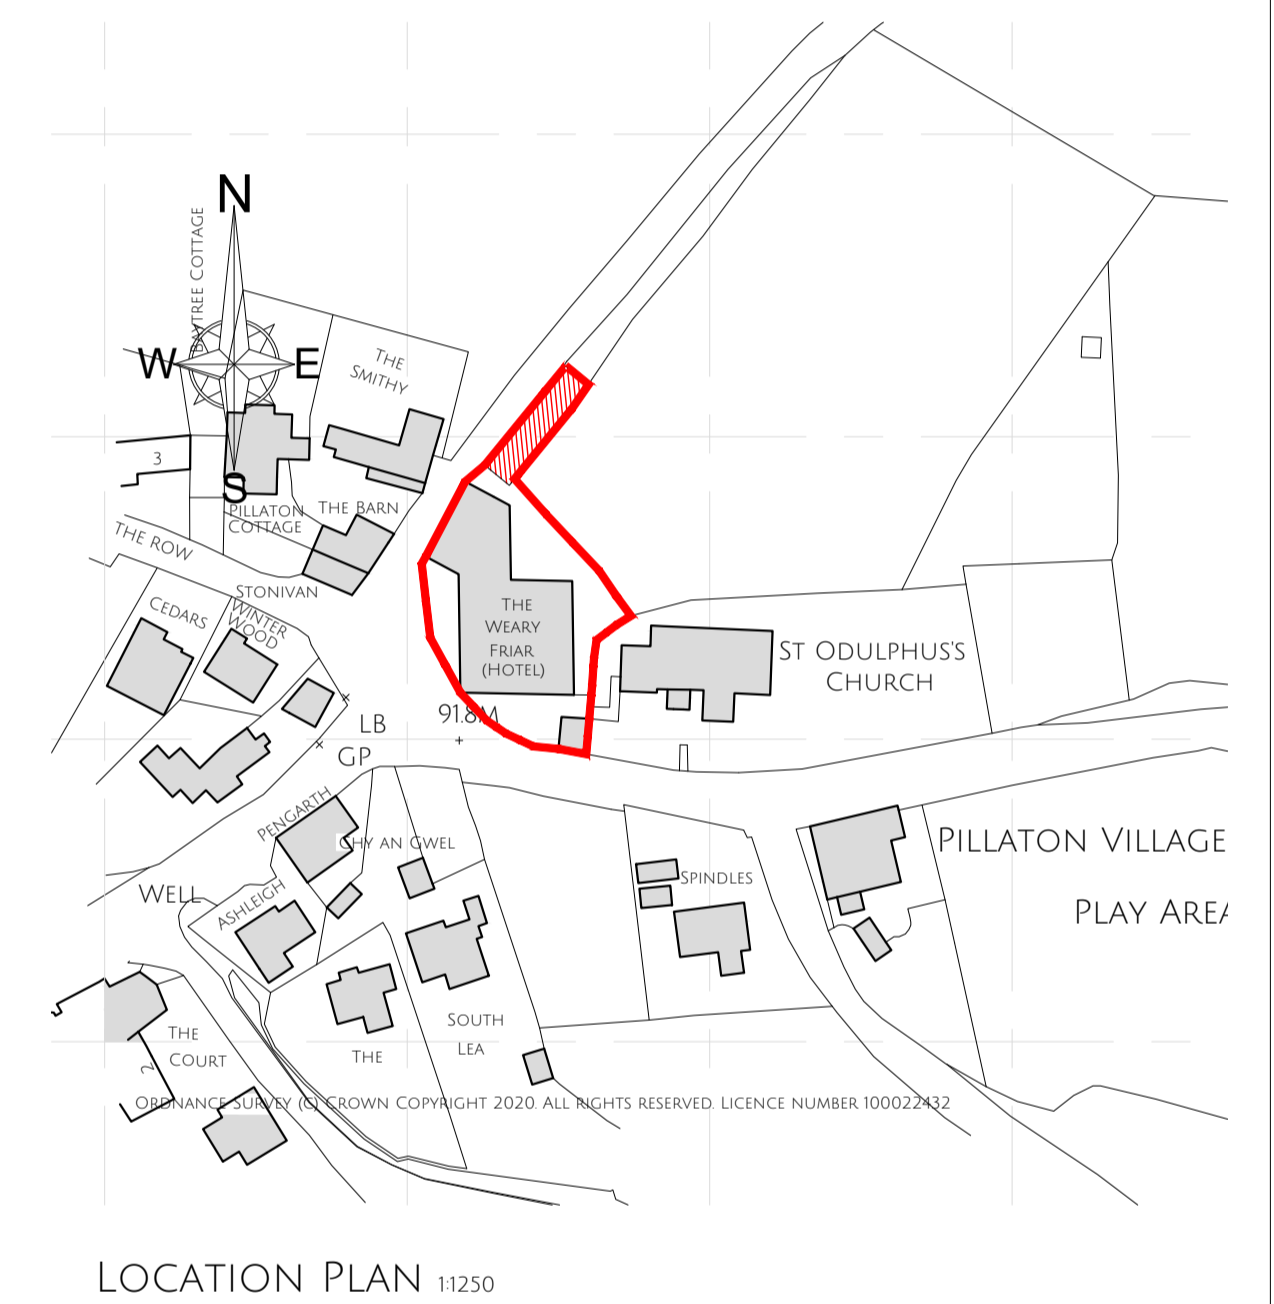 N
BAYTREE COTTAGE
W
E
S
THE
SMITHY
3
PILLATON
COTTAGE
THE BARN
THE ROW
STONIVAN
CEDARS
WINTER
WOOD
THE
WEARY
FRIAR
(HOTEL)
ST ODULPHUS'S
CHURCH
91.8M
LB
GP
PENGARTH
CHY AN GWEL
PILLATON VILLAGE
PLAY AREA
SPINDLES
WELL
ASHLEIGH
SOUTH
LEA
THE
THE
COURT
2
ORDNANCE SURVEY (C) CROWN COPYRIGHT 2020. ALL RIGHTS RESERVED. LICENCE NUMBER 100022432
LOCATION PLAN 1:1250